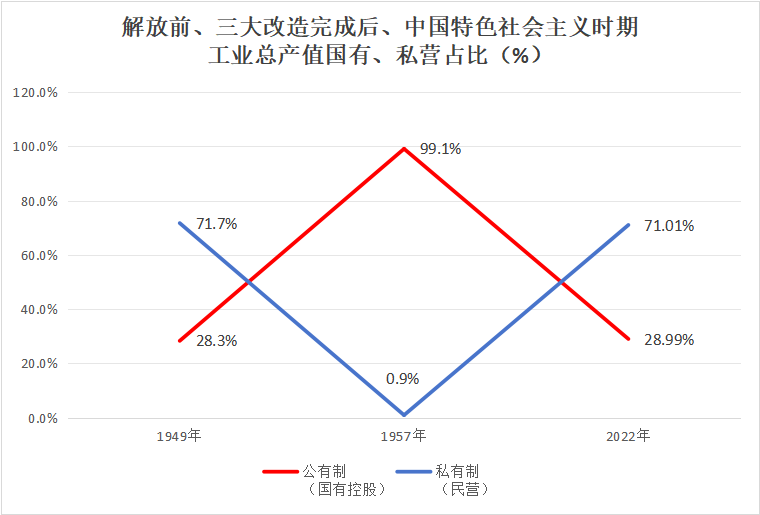 解放前、三大改造完成后、中国特色社会主义时期
工业总产值国有、私营占比（%）
120.0%
100.0%
80.0%
60.0%
40.0%
20.0%
0.0%
99.1%
71.7%
71.01%
28.3%
28.99%
0.9%
1949年
1957年
2022年
公有制
（国有控股）
私有制
（民营）